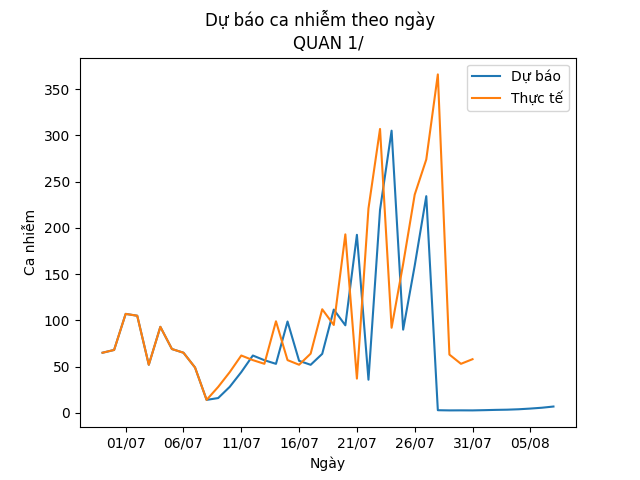 Dự báo ca nhiễm theo ngày
QUAN 1/
Dự báo
Thực tế
Ca nhiễm
350
300
250
200
150
100
50
0
01/07 06/07 11/07 16/07 21/07 26/07 31/07 05/08
Ngày